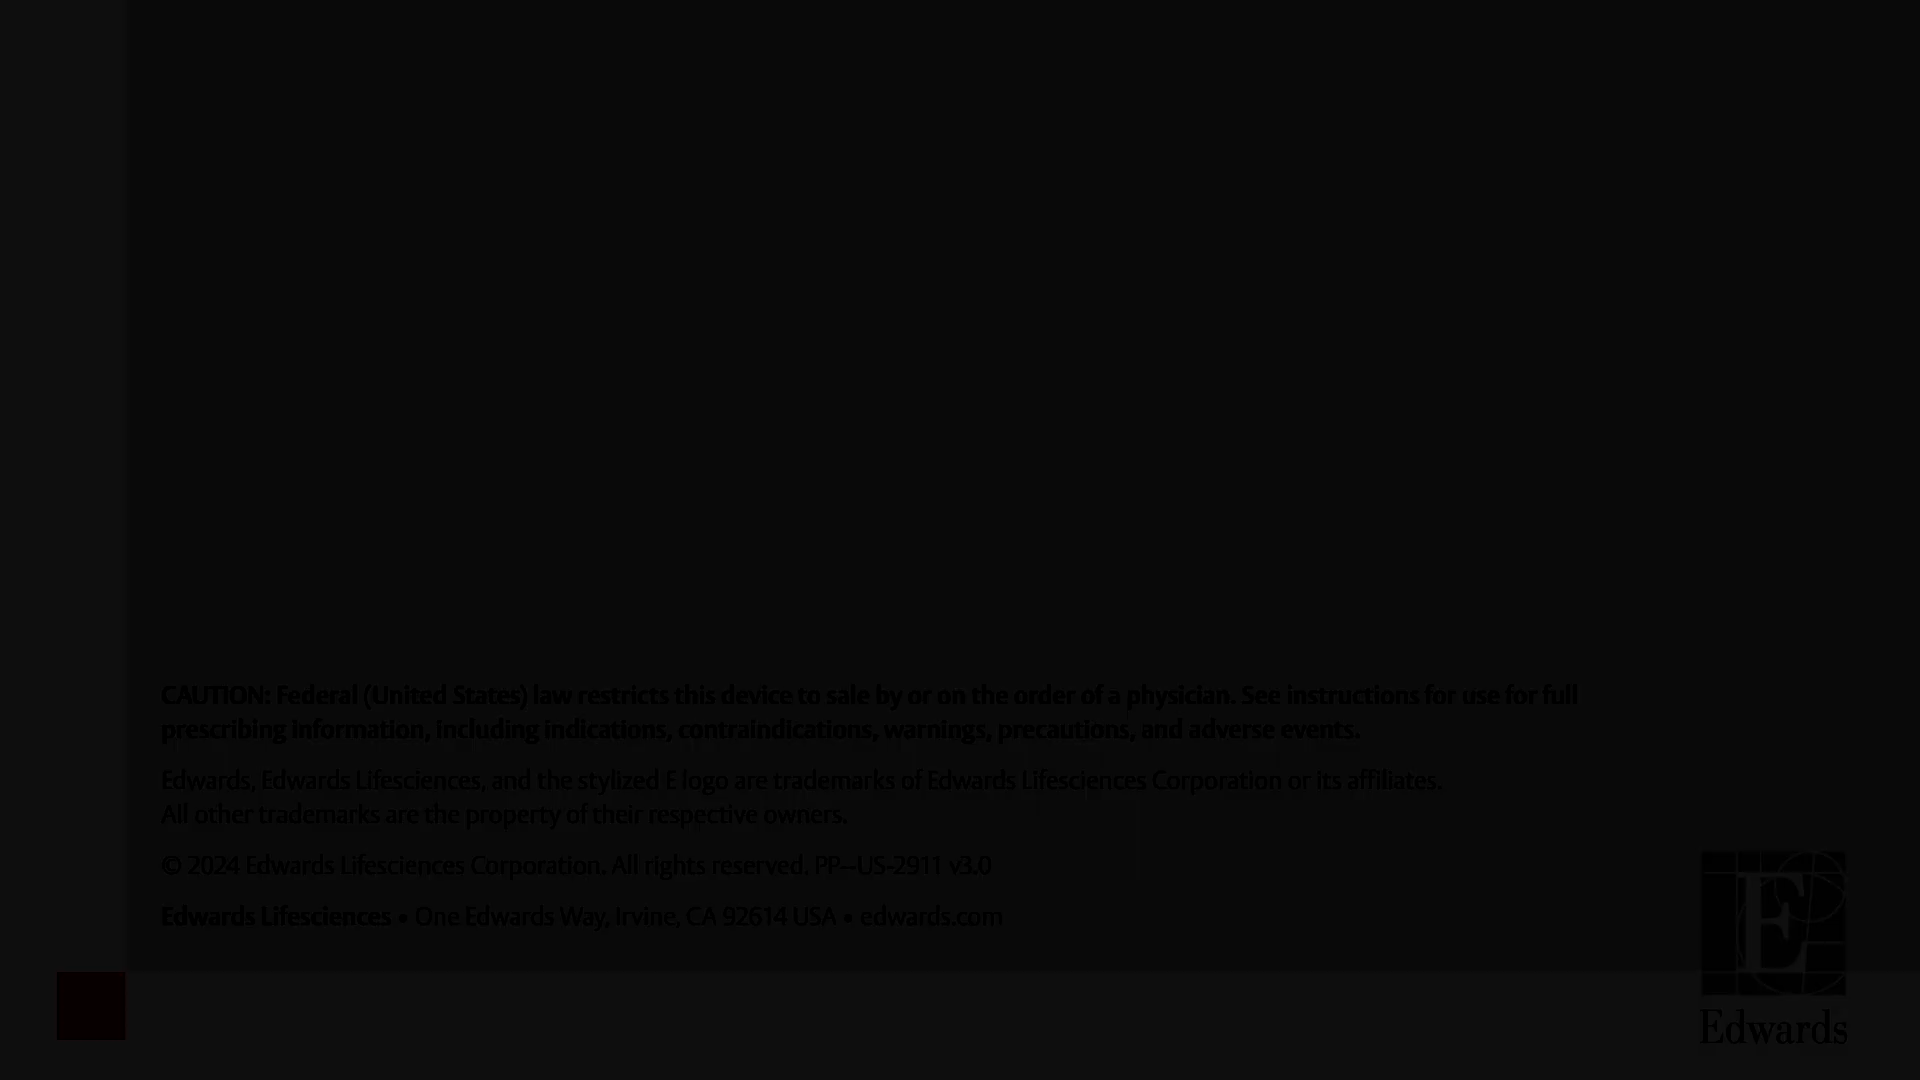 CAUTION: Federal (United States) law restricts this device to sale by or on the order of a physician. See instructions for use for full
prescribing information, including indications, contraindications, warnings, precautions, and adverse events.
Edwards, Edwards Lifesciences, and the stylized E logo are trademarks of Edwards Lifesciences Corporation or its affiliates.
All other trademarks are the property of their respective owners.
© 2024 Edwards Lifesciences Corporation. All rights reserved. PP--US-2911 v3.0
Edwards Lifesciences • One Edwards Way, Irvine, CA 92614 USA • edwards.com
E
Edwards